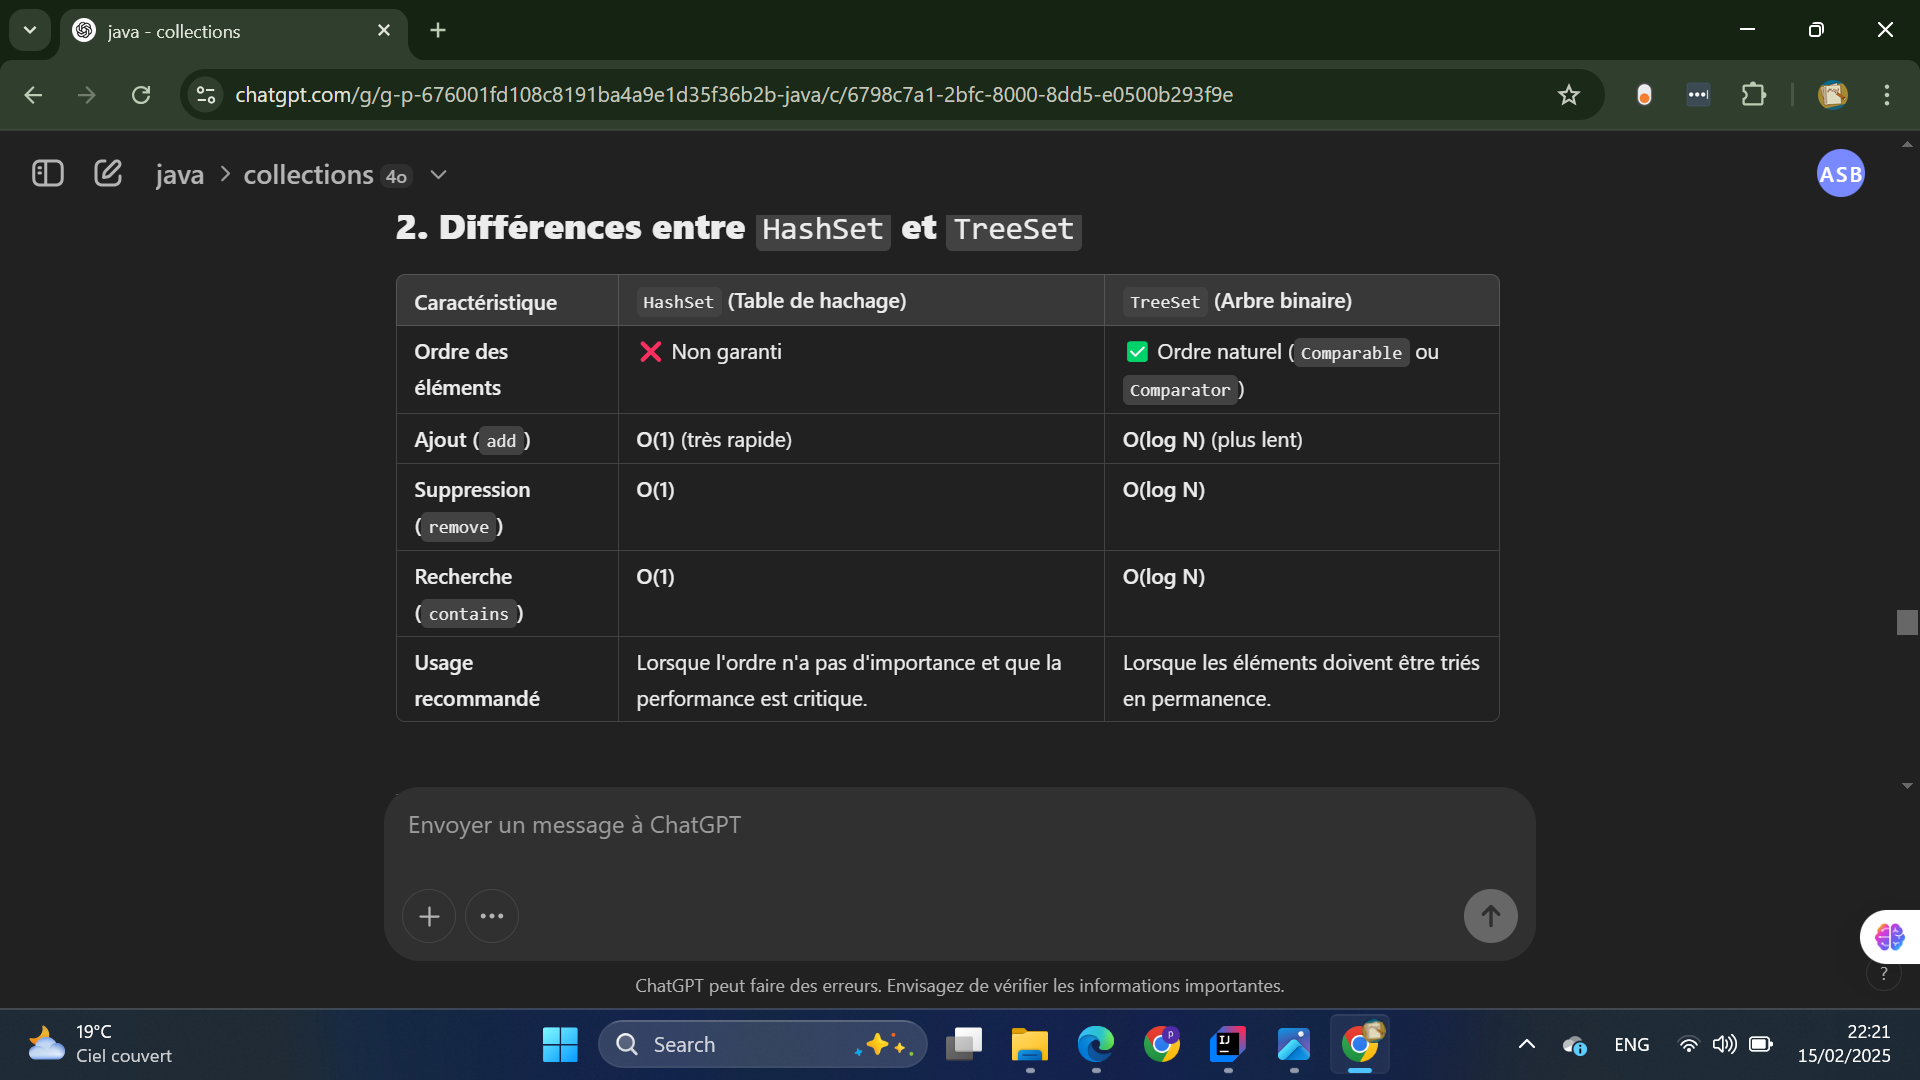 java - collections
chatgpt.com/g/g-p-676001fd108c8191ba4a9e1d35f36b2b-java/c/6798c7a1-2bfc-8000-8dd5-e0500b293f9e
java > collections 4o
ASB
2. Différences entre HashSet et TreeSet
Caractéristique HashSet (Table de hachage) TreeSet (Arbre binaire)
Ordre des éléments ❌ Non garanti ✅ Ordre naturel (Comparable ou Comparator)
Ajout (add) O(1) (très rapide) O(log N) (plus lent)
Suppression (remove) O(1) O(log N)
Recherche (contains) O(1) O(log N)
Usage recommandé Lorsque l'ordre n'a pas d'importance et que la performance est critique. Lorsque les éléments doivent être triés en permanence.
Envoyer un message à ChatGPT
ChatGPT peut faire des erreurs. Envisagez de vérifier les informations importantes.
?
19°C
Ciel couvert
Search
ENG
22:21
15/02/2025